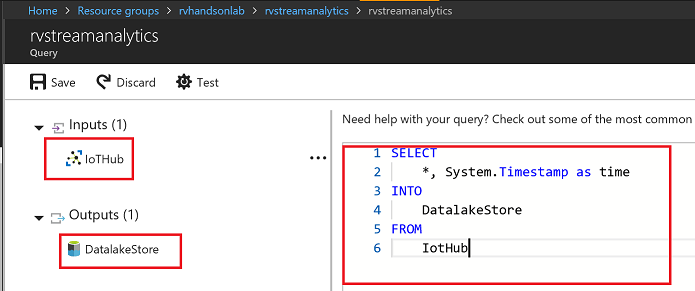 Home > Resource groups > rvhandsonlab > rvstreamanalytics > rvstreamanalytics
rvstreamanalytics
Query
Save Discard Test
Inputs (1)
IoTHub
...
Outputs (1)
DatalakeStore
Need help with your query? Check out some of the most common
1 SELECT
2 *, System.Timestamp as time
3 INTO
4 DatalakeStore
5 FROM
6 IotHub